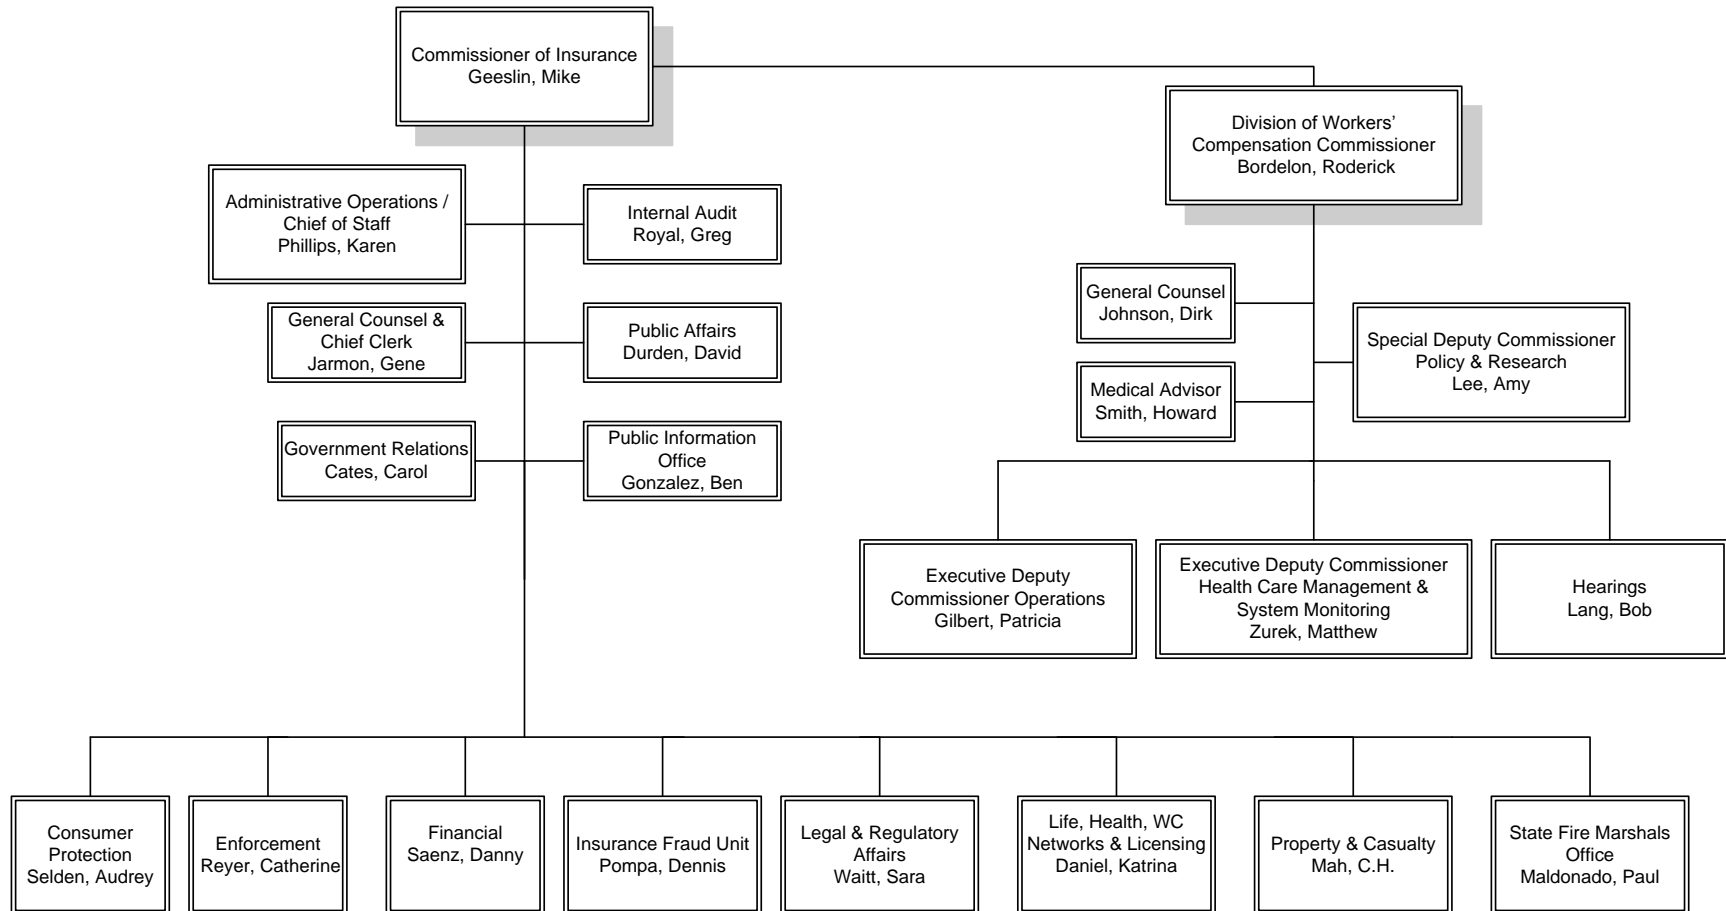 Commissioner of Insurance
Geeslin, Mike
Division of Workers’
Compensation Commissioner
Bordelon, Roderick
Administrative Operations /
Chief of Staff
Phillips, Karen
Internal Audit
Royal, Greg
General Counsel &
Chief Clerk
Jarmon, Gene
Public Affairs
Durden, David
Government Relations
Cates, Carol
Public Information
Office
Gonzalez, Ben
General Counsel
Johnson, Dirk
Special Deputy Commissioner
Policy & Research
Lee, Amy
Medical Advisor
Smith, Howard
Executive Deputy
Commissioner Operations
Gilbert, Patricia
Executive Deputy Commissioner
Health Care Management &
System Monitoring
Zurek, Matthew
Hearings
Lang, Bob
Consumer
Protection
Selden, Audrey
Enforcement
Reyer, Catherine
Financial
Saenz, Danny
Insurance Fraud Unit
Pompa, Dennis
Legal & Regulatory
Affairs
Waitt, Sara
Life, Health, WC
Networks & Licensing
Daniel, Katrina
Property & Casualty
Mah, C.H.
State Fire Marshals
Office
Maldonado, Paul